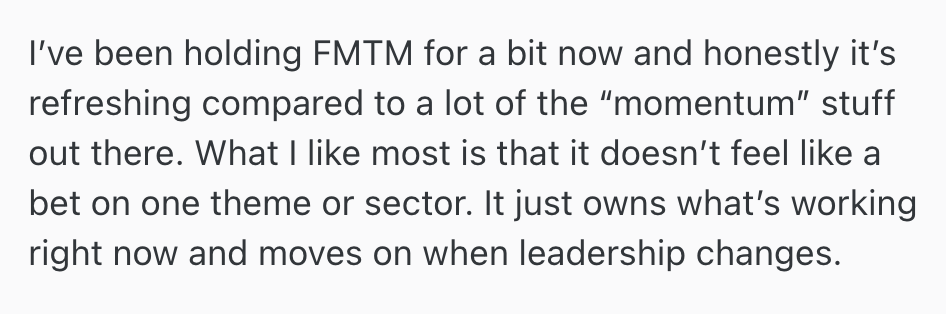 I’ve been holding FMTM for a bit now and honestly it’s
refreshing compared to a lot of the “momentum” stuff
out there. What I like most is that it doesn’t feel like a
bet on one theme or sector. It just owns what’s working
right now and moves on when leadership changes.